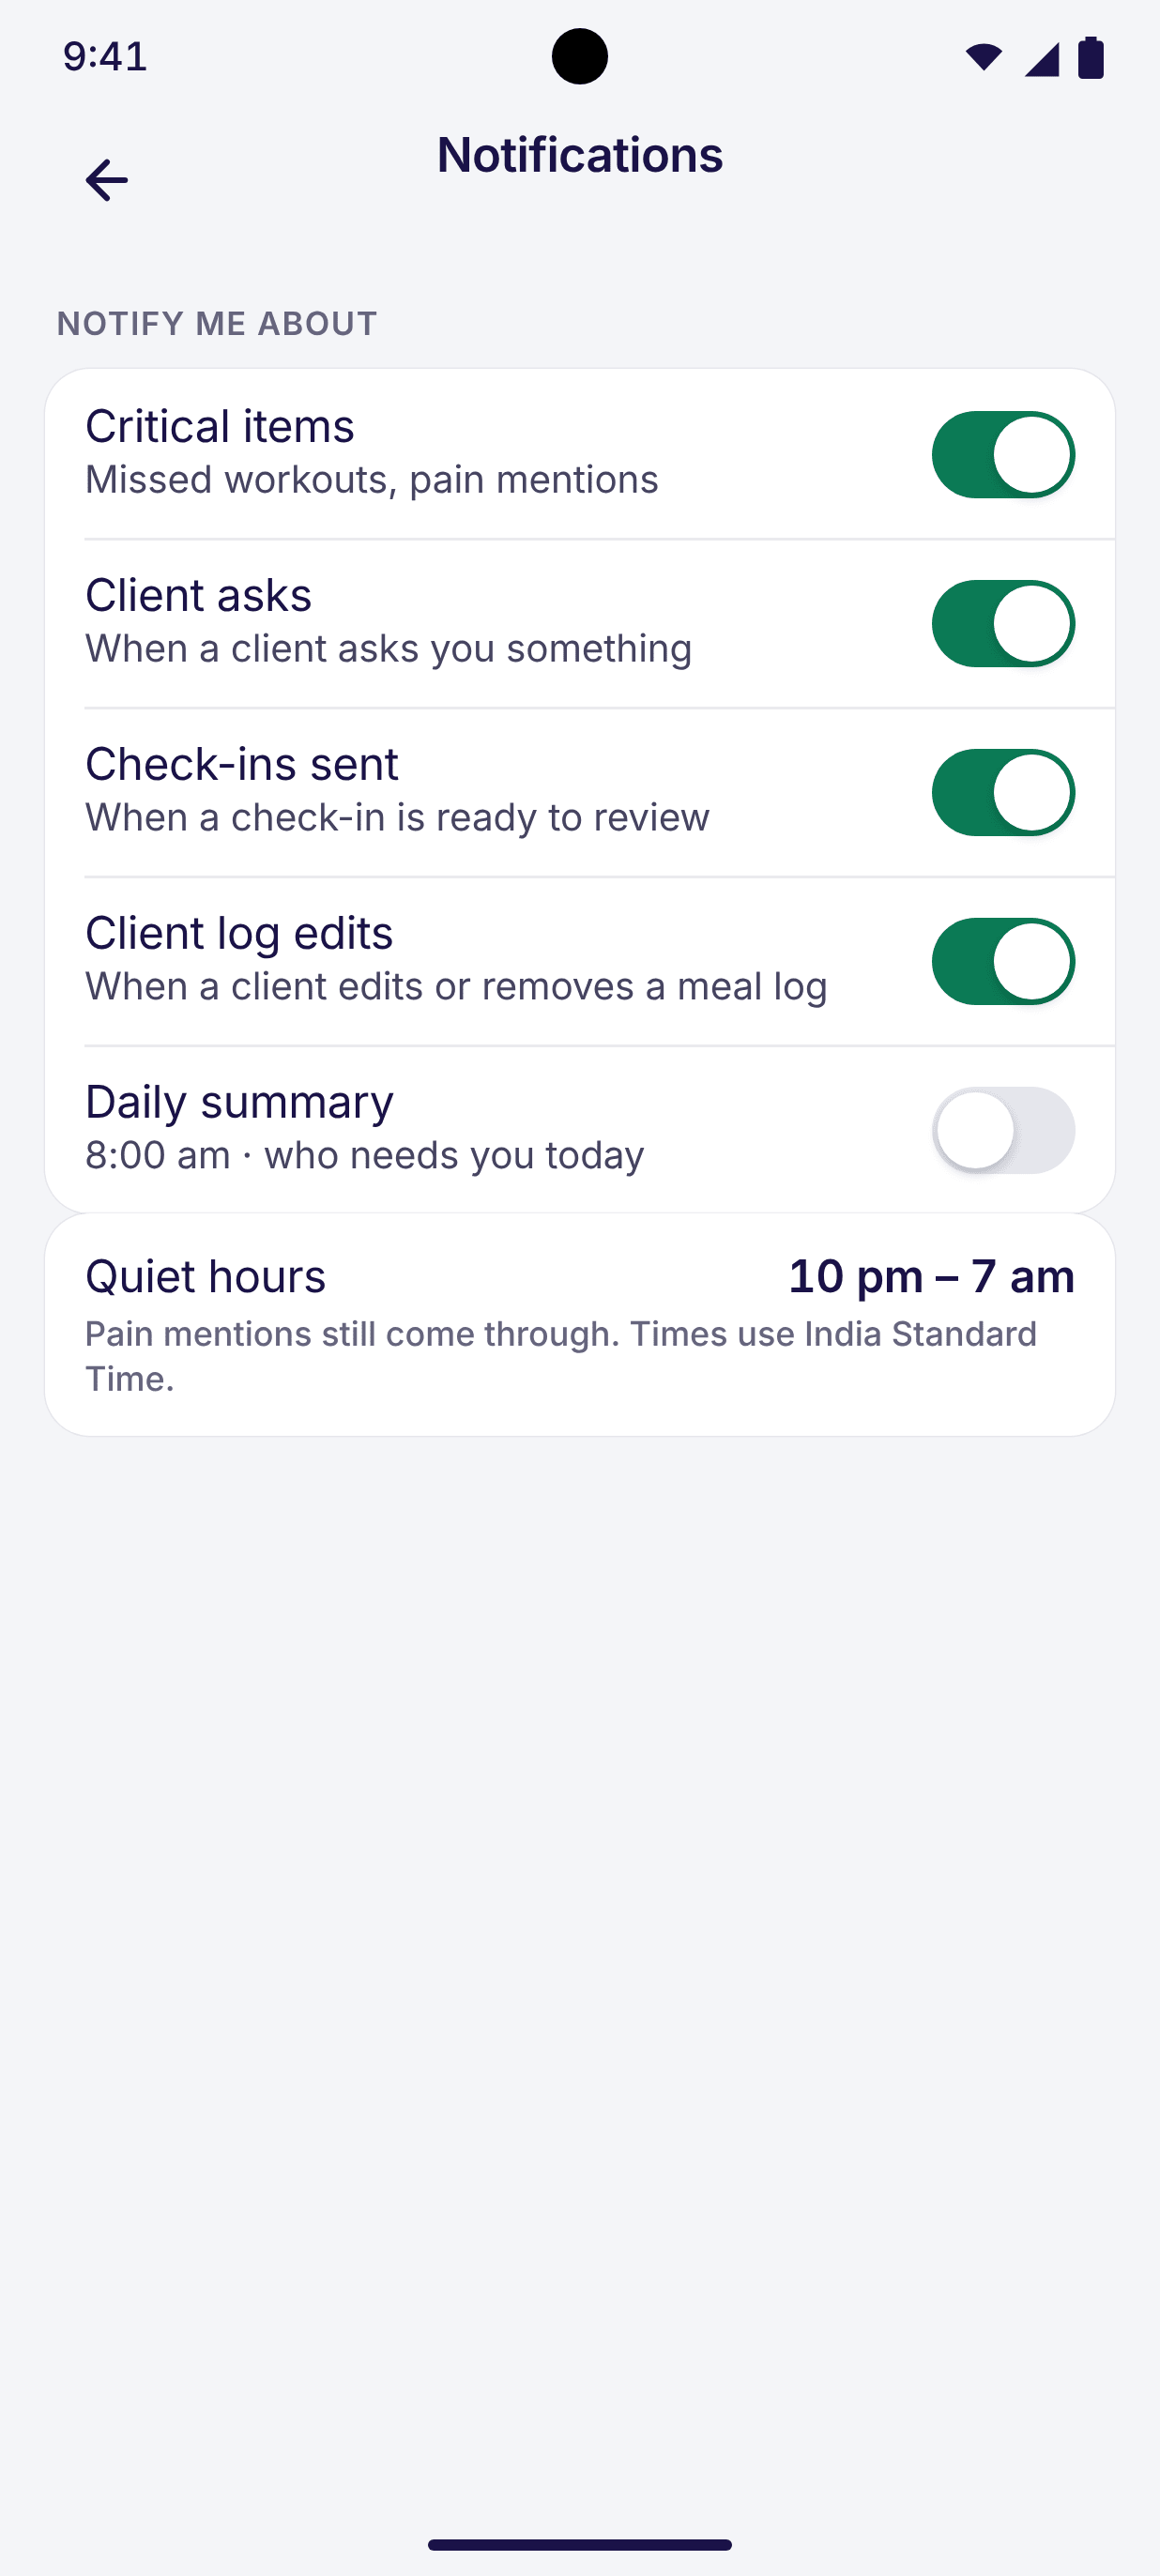 9:41
Notifications
NOTIFY ME ABOUT
Critical items
Missed workouts, pain mentions
Client asks
When a client asks you something
Check-ins sent
When a check-in is ready to review
Client log edits
When a client edits or removes a meal log
Daily summary
8:00 am · who needs you today
Quiet hours 10 pm – 7 am
Pain mentions still come through. Times use India Standard
Time.